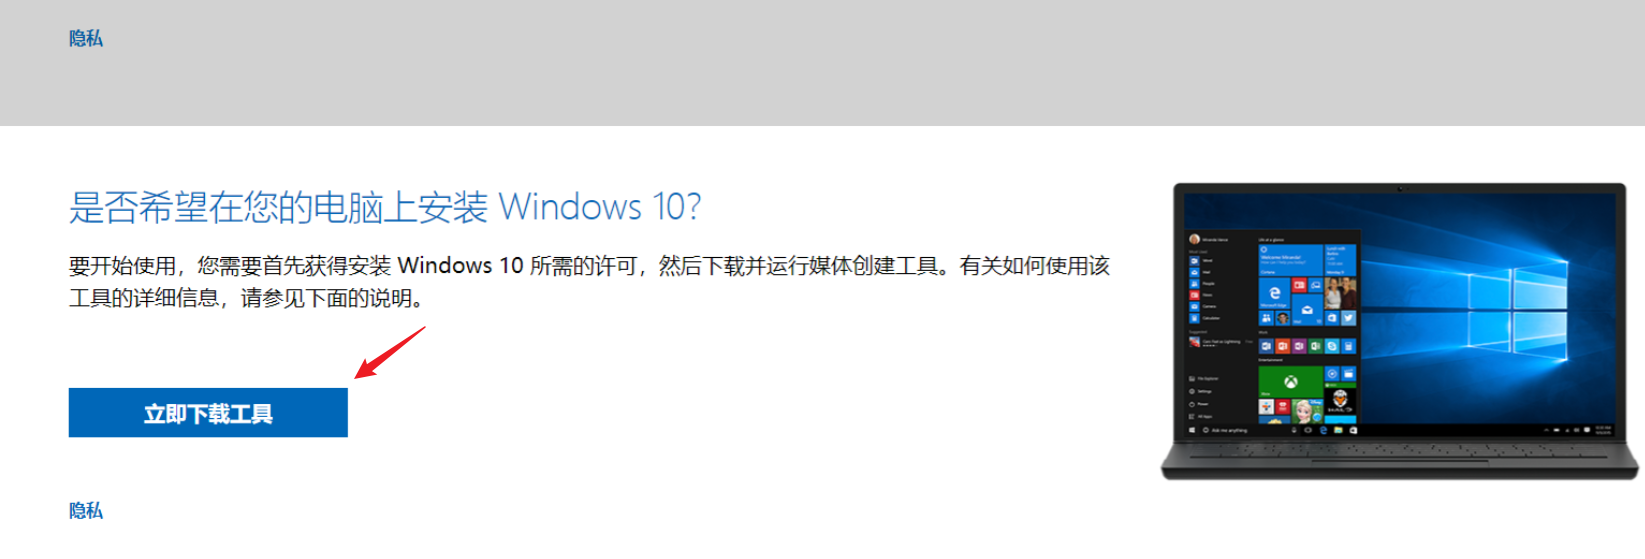 隐私
是否希望在您的电脑上安装 Windows 10？
要开始使用，您需要首先获得安装 Windows 10 所需的许可，然后下载并运行媒体创建工具。有关如何使用该
工具的详细信息，请参见下面的说明。
立即下载工具
隐私